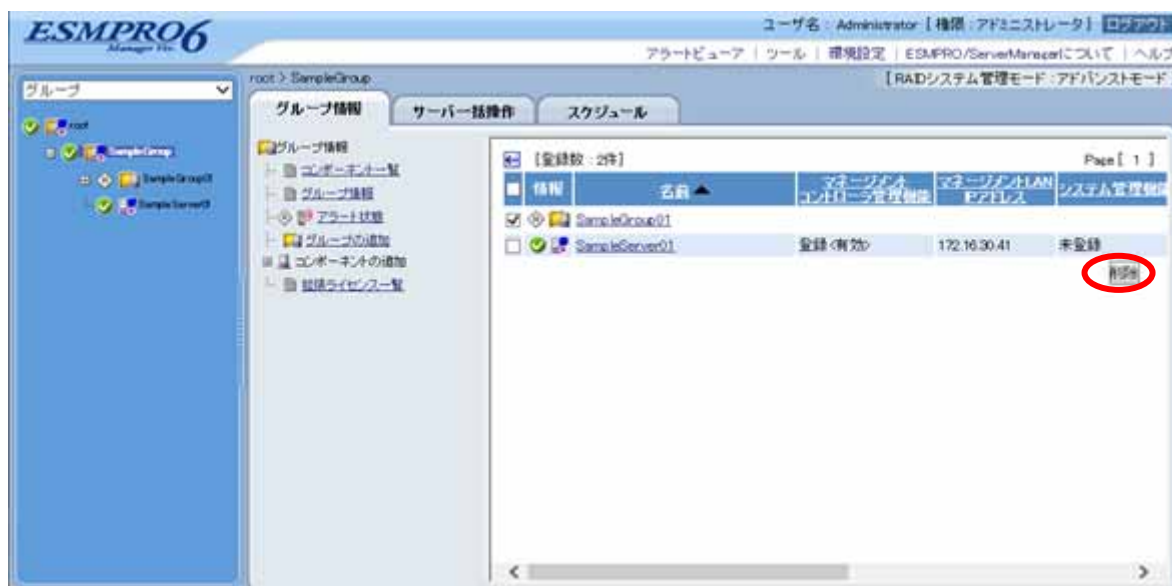 ESMPRO6
ユーザ名 : Administrator [ 権限 : アドミニストレータ ] ログアウト
アラートビューア | ツール | 環境設定 | ESMPRO/ServerManagerについて | ヘルプ
root > SampleGroup
[ RAIDシステム管理モード : アドバンストモード
グループ
root
SampleGroup
SampleGroup01
SampleServer01
グループ情報
サーバー括操作
スケジュール
グループ情報
コンポーネント一覧
グループ情報
アラート状態
グループの追加
コンポーネントの追加
拡張ライセンス一覧
[登録数 : 2件]
Page [ 1 ]
情報
名前 ▲
マネージメント
コントローラ管理機能
マネージメントLAN
IPアドレス
システム管理機能
SampleGroup01
SampleServer01 登録<有効> 172.16.30.41 未登録
削除